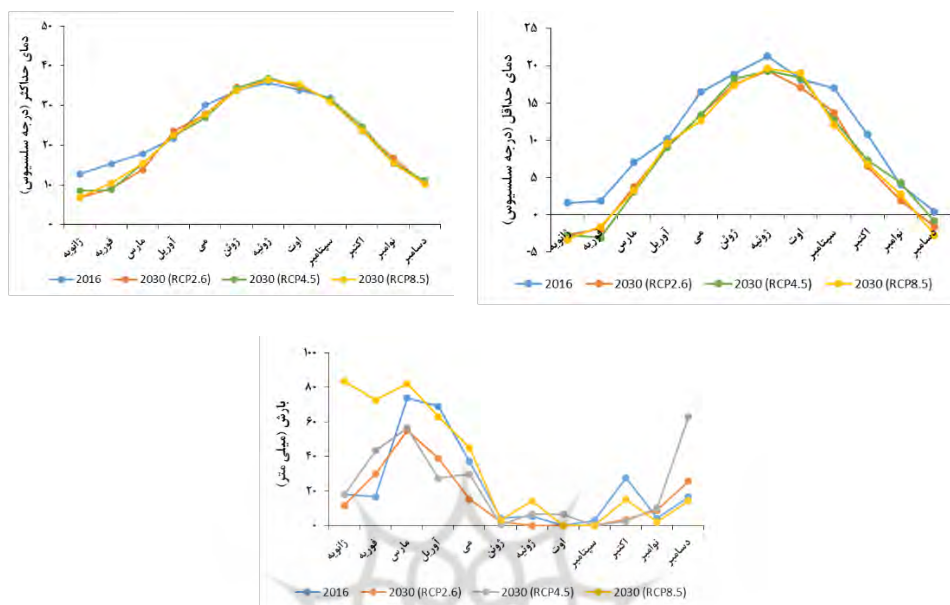 دمای حداکثر (درجه سلسیوس)
۵۰
۴۰
۳۰
۲۰
۱۰
۰
ژانویه
فوریه
مارس
آوریل
می
ژوئن
ژوئیه
اوت
سپتامبر
اکتبر
نوامبر
دسامبر
2016 2030 (RCP2.6) 2030 (RCP4.5) 2030 (RCP8.5)
دمای حداقل (درجه سلسیوس)
۲۵
۲۰
۱۵
۱۰
۵
۰
-۵
ژانویه
فوریه
مارس
آوریل
می
ژوئن
ژوئیه
اوت
سپتامبر
اکتبر
نوامبر
دسامبر
2016 2030 (RCP2.6) 2030 (RCP4.5) 2030 (RCP8.5)
بارش (میلی متر)
۱۰۰
۸۰
۶۰
۴۰
۲۰
۰
ژانویه
فوریه
مارس
آوریل
می
ژوئن
ژوئیه
اوت
سپتامبر
اکتبر
نوامبر
دسامبر
2016 2030 (RCP2.6) 2030 (RCP4.5) 2030 (RCP8.5)